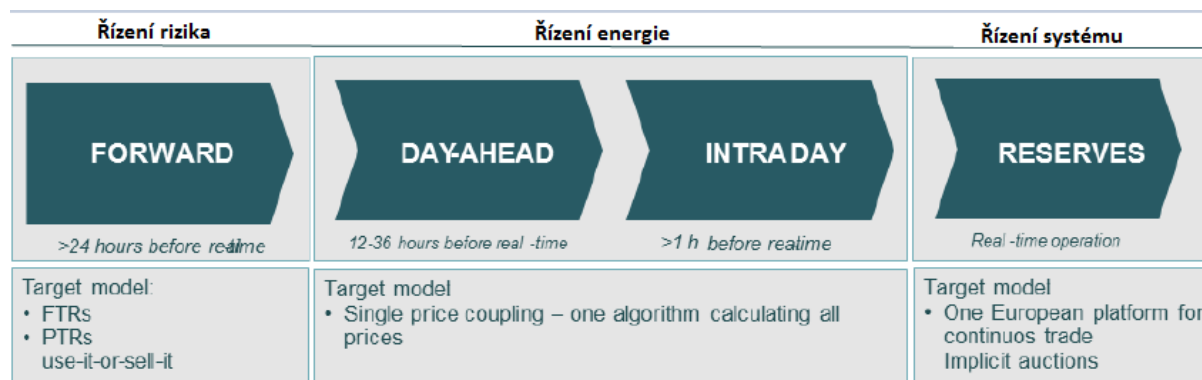 Řízení rizika
Řízení energie
Řízení systému
FORWARD
DAY-AHEAD
INTRADAY
RESERVES
>24 hours before real-time
12-36 hours before real -time
>1 h before realtime
Real -time operation
Target model:
• FTRs
• PTRs
use-it-or-sell-it
Target model
• Single price coupling – one algorithm calculating all
prices
Target model
• One European platform for
continuos trade
Implicit auctions